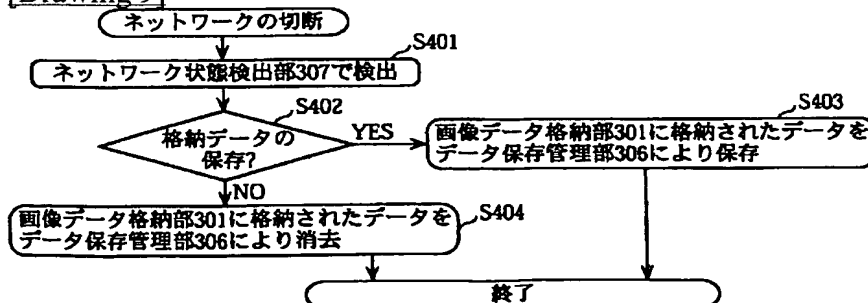 ネットワークの切断
S401
ネットワーク状態検出部307で検出
S402
格納データの
保存?
YES
S403
画像データ格納部301に格納されたデータを
データ保存管理部306により保存
NO
S404
画像データ格納部301に格納されたデータを
データ保存管理部306により消去
終了